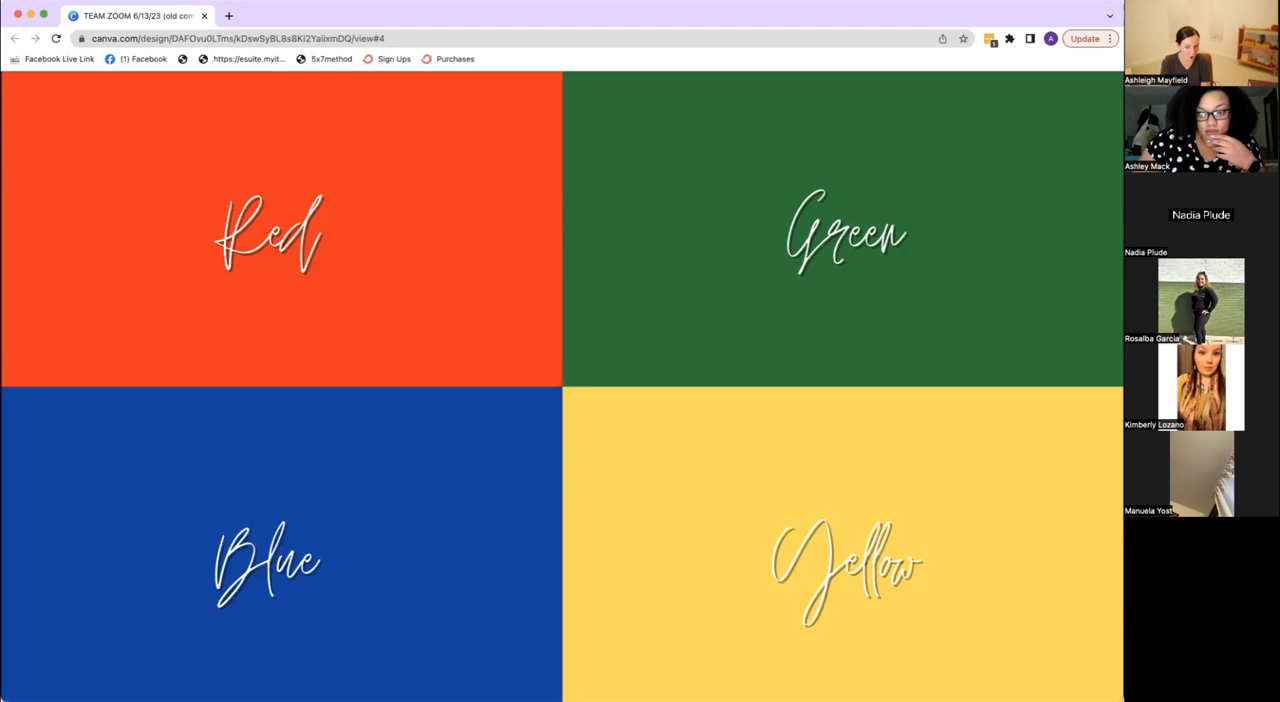 TEAM ZOOM 6/13/23 (old com
canva.com/design/DAFOvu0LTms/kDswSyBL8s8KI2YaiixmDQ/view#4
1
A
Update
Facebook Live Link
(1) Facebook
https://esuite.myit...
5x7method
Sign Ups
Purchases
Red
Green
Blue
Yellow
Ashleigh Mayfield
Ashley Mack
Nadia Plude
Nadia Plude
Rosalba Garcia
Kimberly Lozano
Manuela Yost